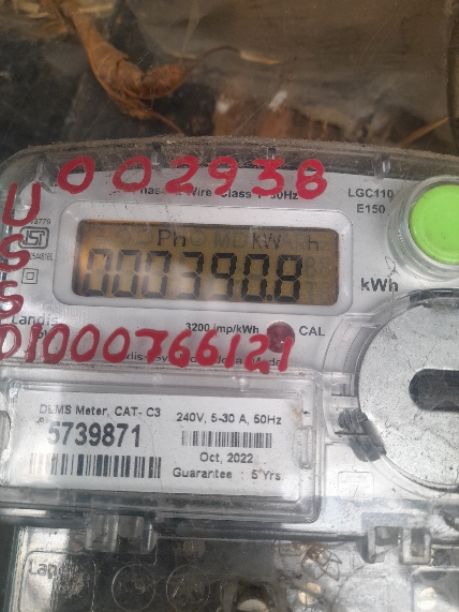 002938
LGC110
E150
kWh
000390.8
kWh
3200 imp/kWh
CAL
D1000766121
DLMS Meter, CAT- C3
240V, 5-30 A, 50Hz
5739871
Oct, 2022
Guarantee : 5 Yrs.